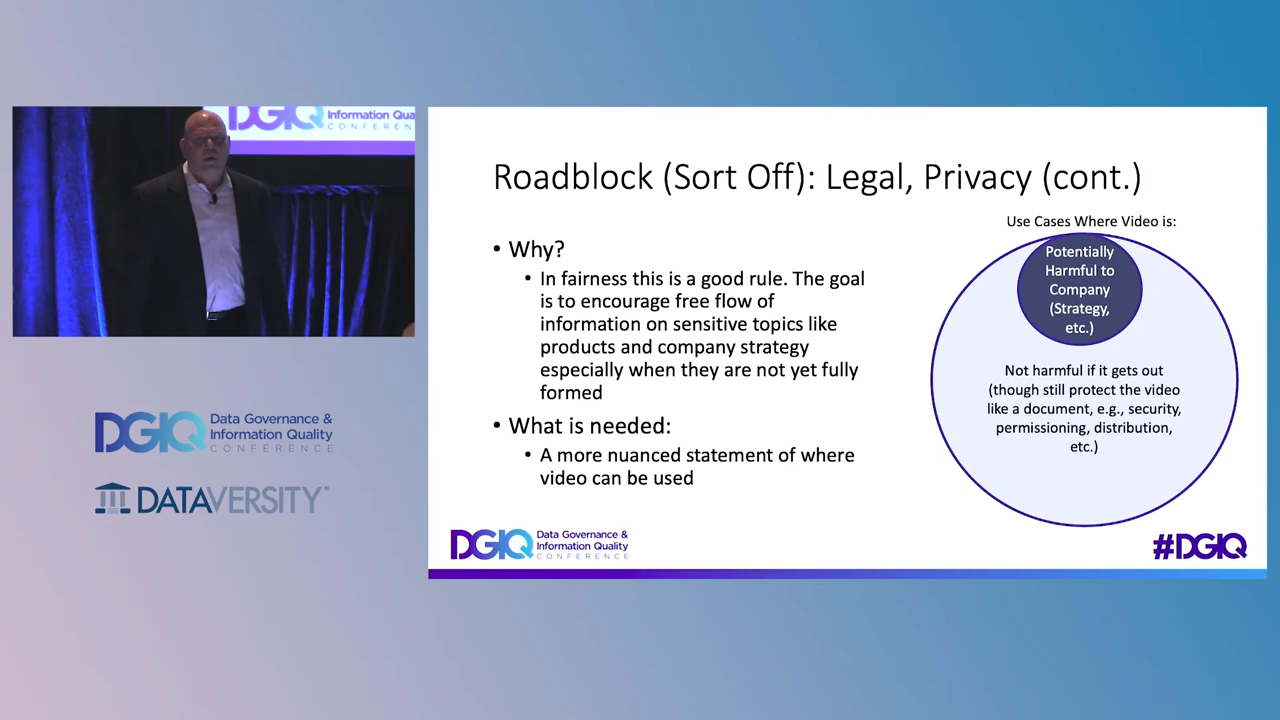 DGIQ
Information Qua
CONFEREN
Roadblock (Sort Off): Legal, Privacy (cont.)
• Why?
• In fairness this is a good rule. The goal
is to encourage free flow of
information on sensitive topics like
products and company strategy
especially when they are not yet fully
formed
• What is needed:
• A more nuanced statement of where
video can be used
Use Cases Where Video is:
Potentially
Harmful to
Company
(Strategy,
etc.)
Not harmful if it gets out
(though still protect the video
like a document, e.g., security,
permissioning, distribution,
etc.)
DGIQ Data Governance &
Information Quality
CONFERENCE
#DGIQ
DGIQ Data Governance &
Information Quality
CONFERENCE
DATAVERSITY